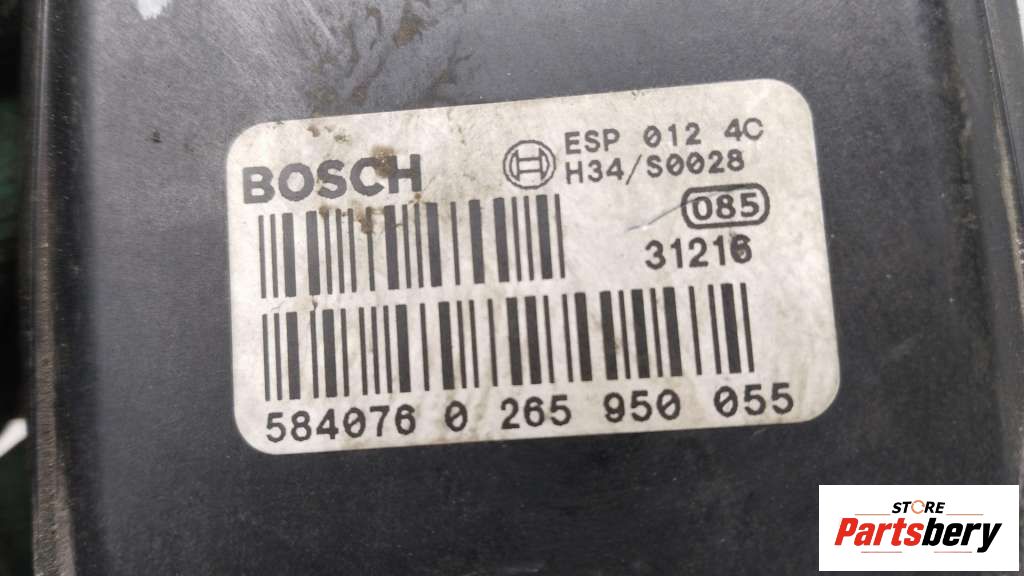 BOSCH
ESP 012 4C
H34/S0028
085
31216
584076 0 265 950 055
STORE
Partsbery